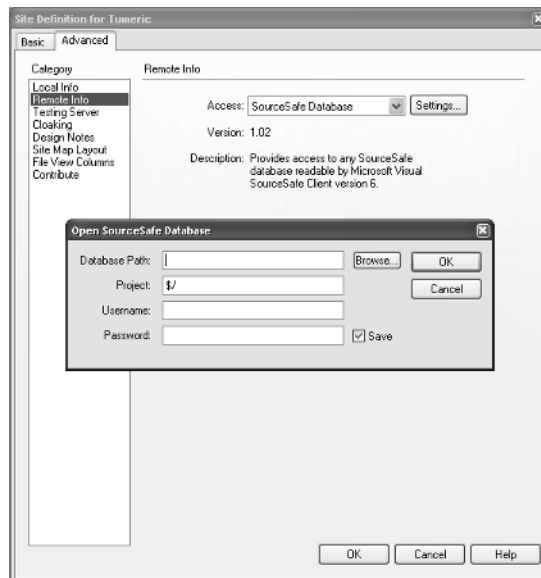 Site Definition for Tumeric
Basic Advanced
Category
Local Info
Remote Info
Testing Server
Cloaking
Design Notes
Site Map Layout
File View Columns
Contribute
Remote Info
Access: SourceSafe Database Settings...
Version: 1.02
Description: Provides access to any SourceSafe
database readable by Microsoft Visual
SourceSafe Client version 6.
Open SourceSafe Database
Database Path: Browse... OK
Project: $/ Cancel
Username:
Password: Save
OK Cancel Help